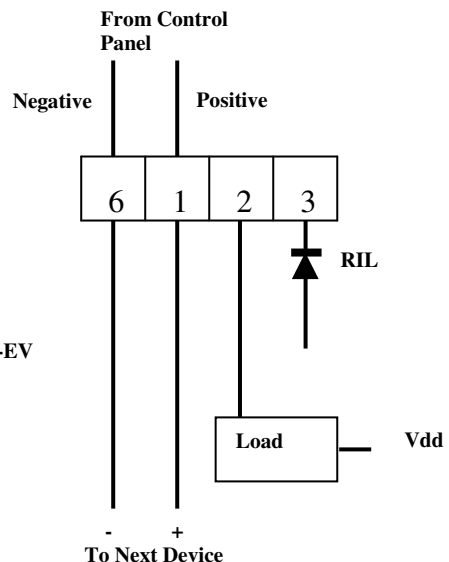 From Control
Panel
Negative
Positive
6 1 2 3
RIL
-EV
Load
Vdd
- +
To Next Device